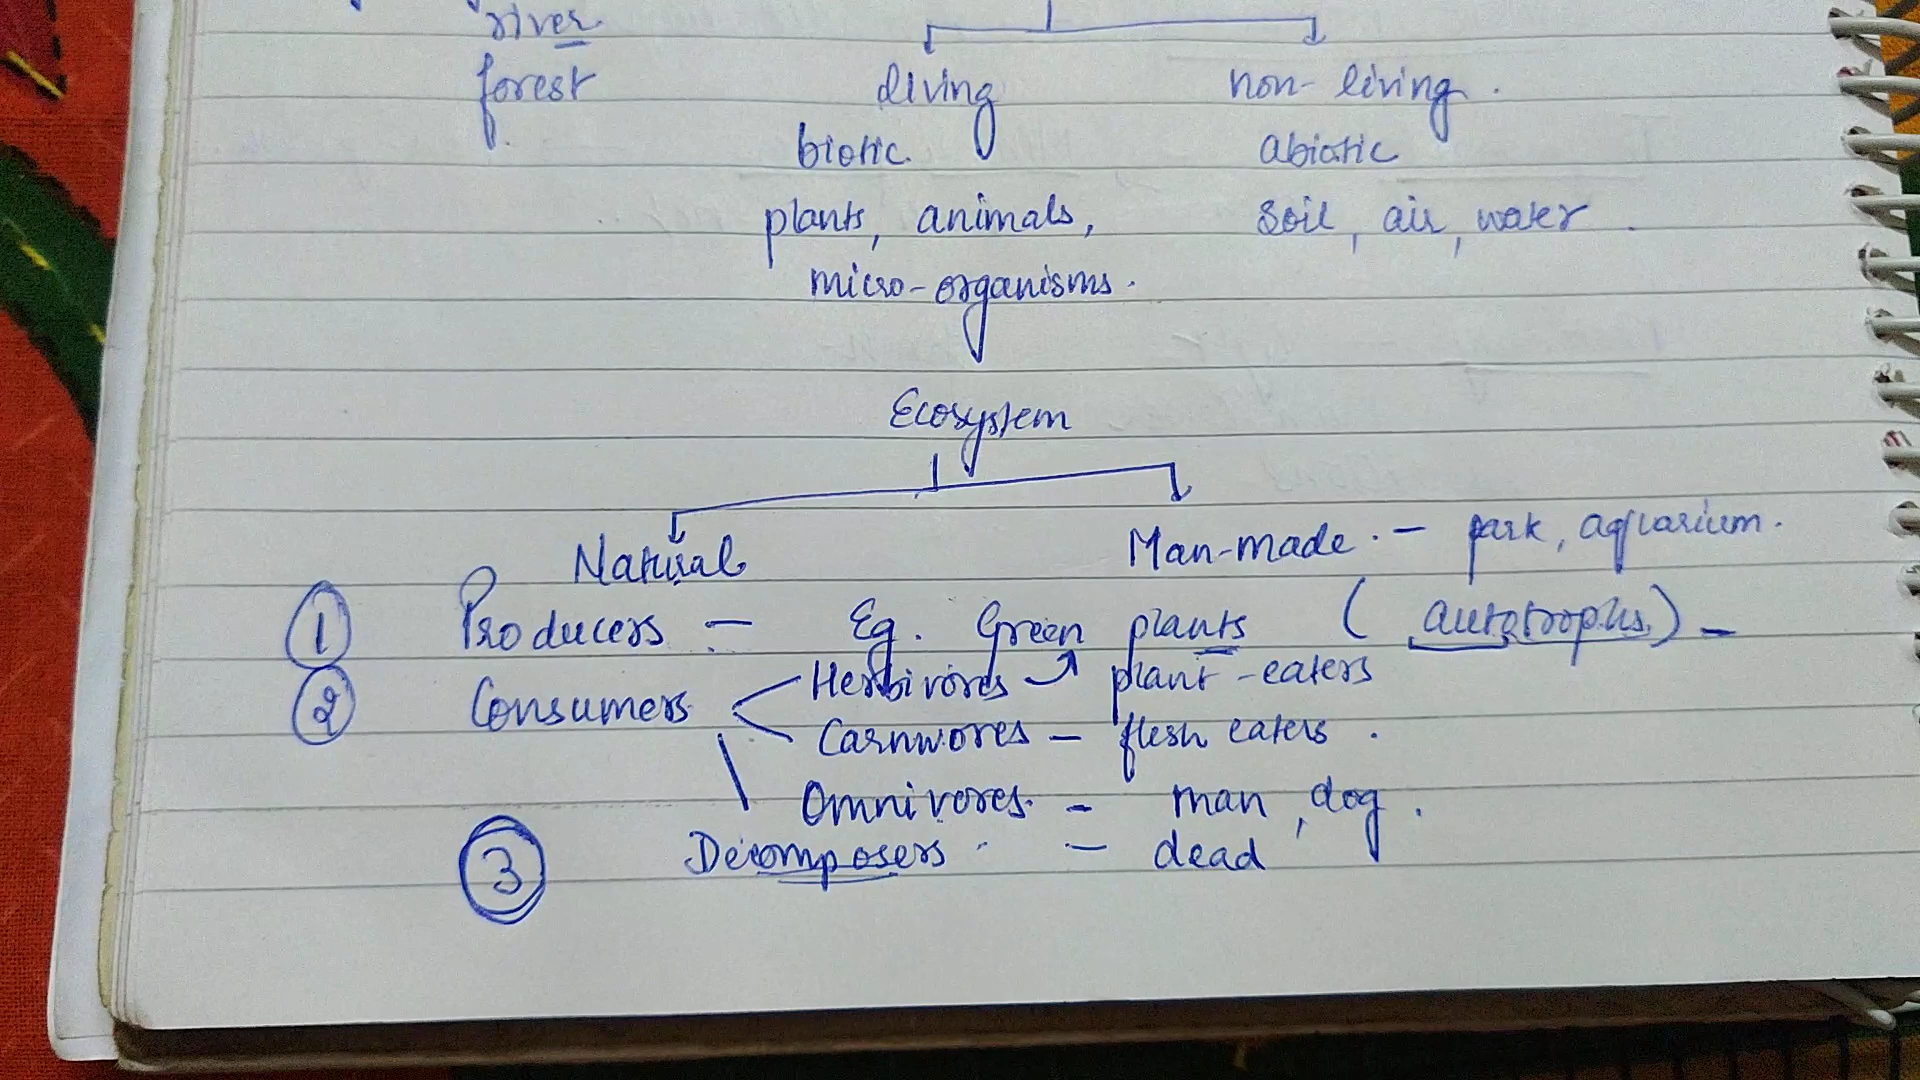 river
forest living non-living.
biotic. abiotic
plants, animals, soil, air, water.
micro-organisms.
Ecosystem
Natural Man-made. - park, aquarium.
1 Producers - Eg. Green plants (autotrophs) -
2 Consumers Herbivores plant-eaters
Carnivores - flesh eaters.
Omnivores. - man, dog.
3 Decomposers - dead